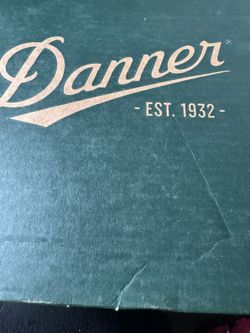 Danner
- EST. 1932 -